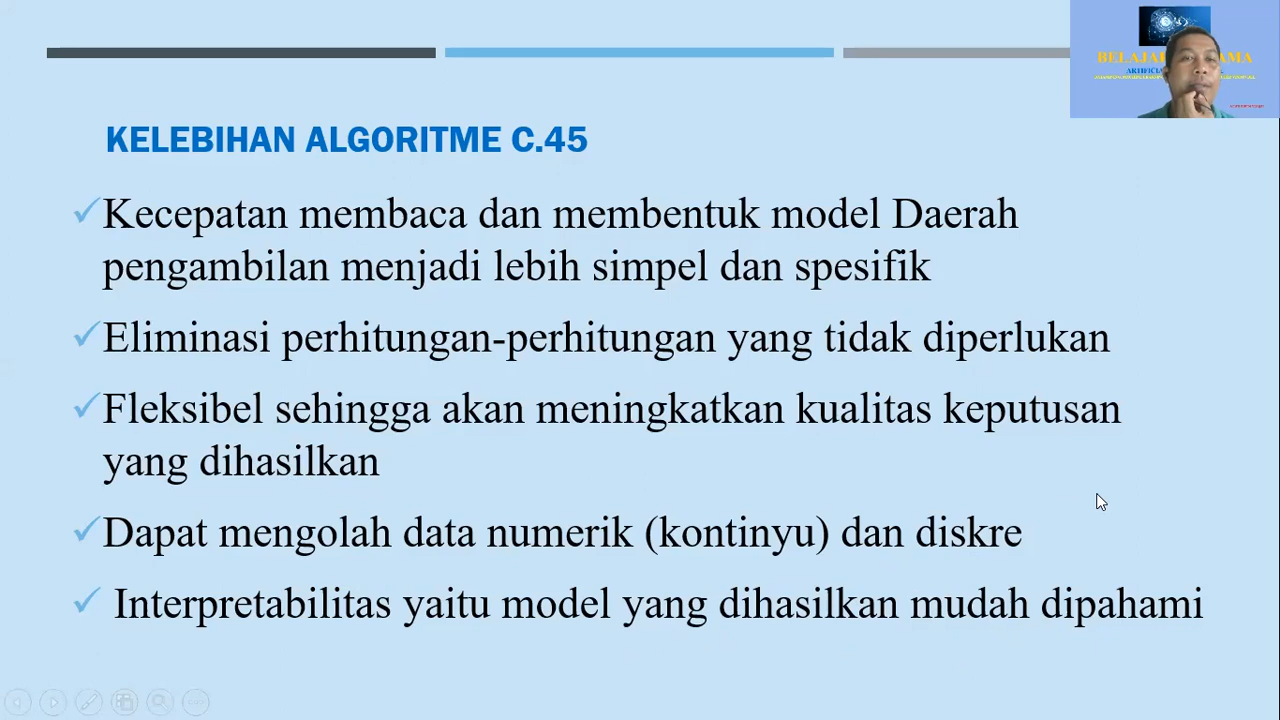 BELAJAR
AMA
KELEBIHAN ALGORITME C.45
Kecepatan membaca dan membentuk model Daerah
pengambilan menjadi lebih simpel dan spesifik
Eliminasi perhitungan-perhitungan yang tidak diperlukan
Fleksibel sehingga akan meningkatkan kualitas keputusan
yang dihasilkan
Dapat mengolah data numerik (kontinyu) dan diskre
Interpretabilitas yaitu model yang dihasilkan mudah dipahami